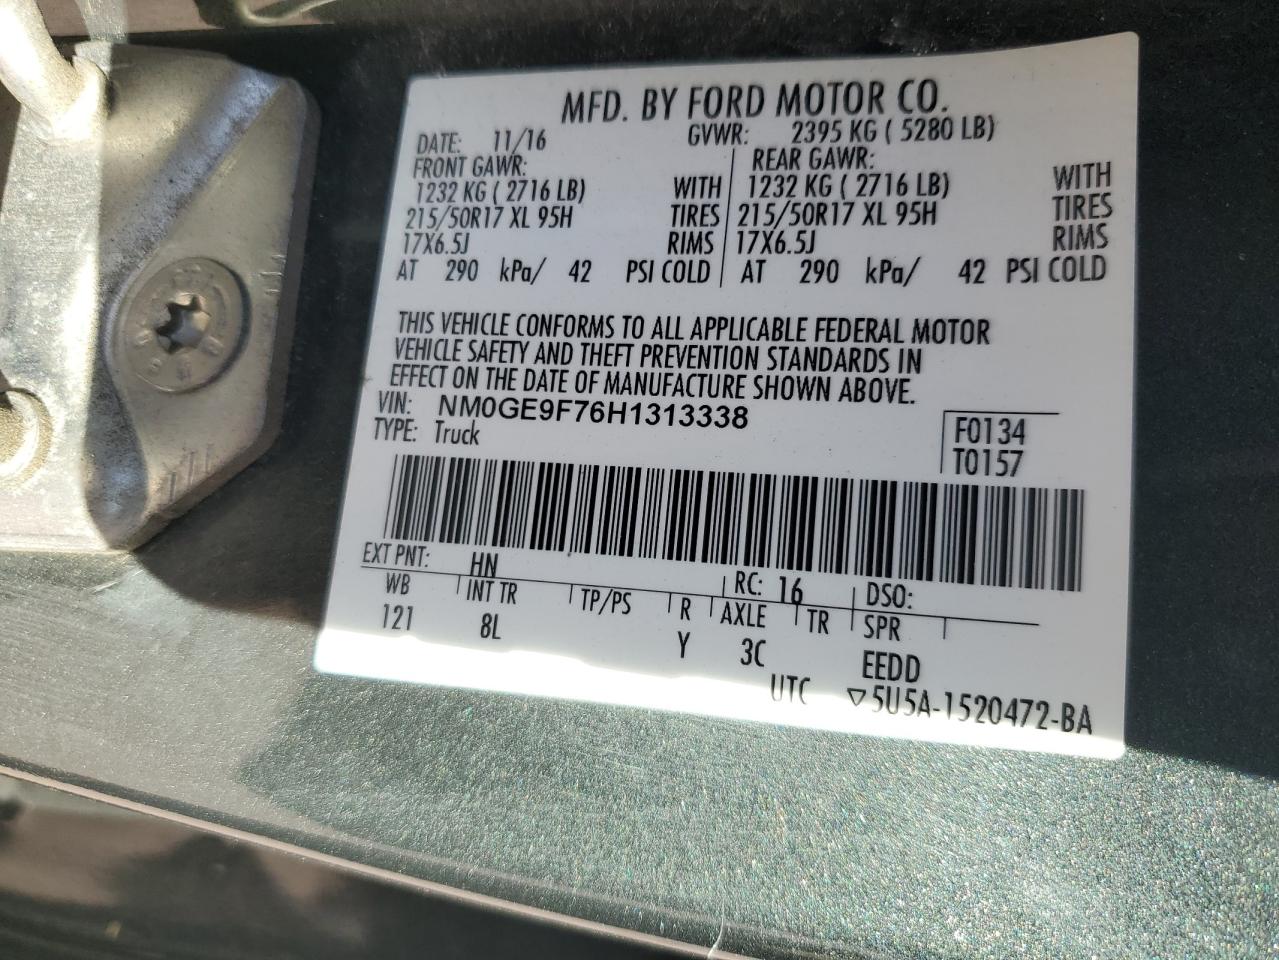 MFD. BY FORD MOTOR CO.
DATE: 11/16 GVWR: 2395 KG ( 5280 LB)
FRONT GAWR: REAR GAWR:
1232 KG ( 2716 LB) WITH 1232 KG ( 2716 LB) WITH
215/50R17 XL 95H TIRES 215/50R17 XL 95H TIRES
17X6.5J RIMS 17X6.5J RIMS
AT 290 kPa/ 42 PSI COLD AT 290 kPa/ 42 PSI COLD
THIS VEHICLE CONFORMS TO ALL APPLICABLE FEDERAL MOTOR
VEHICLE SAFETY AND THEFT PREVENTION STANDARDS IN
EFFECT ON THE DATE OF MANUFACTURE SHOWN ABOVE.
VIN: NM0GE9F76H1313338
TYPE: Truck
F0134
T0157
EXT PNT: HN RC: 16 DSO:
WB INT TR TP/PS R AXLE TR SPR
121 8L Y 3C EEDD
UTC ▽5U5A-1520472-BA